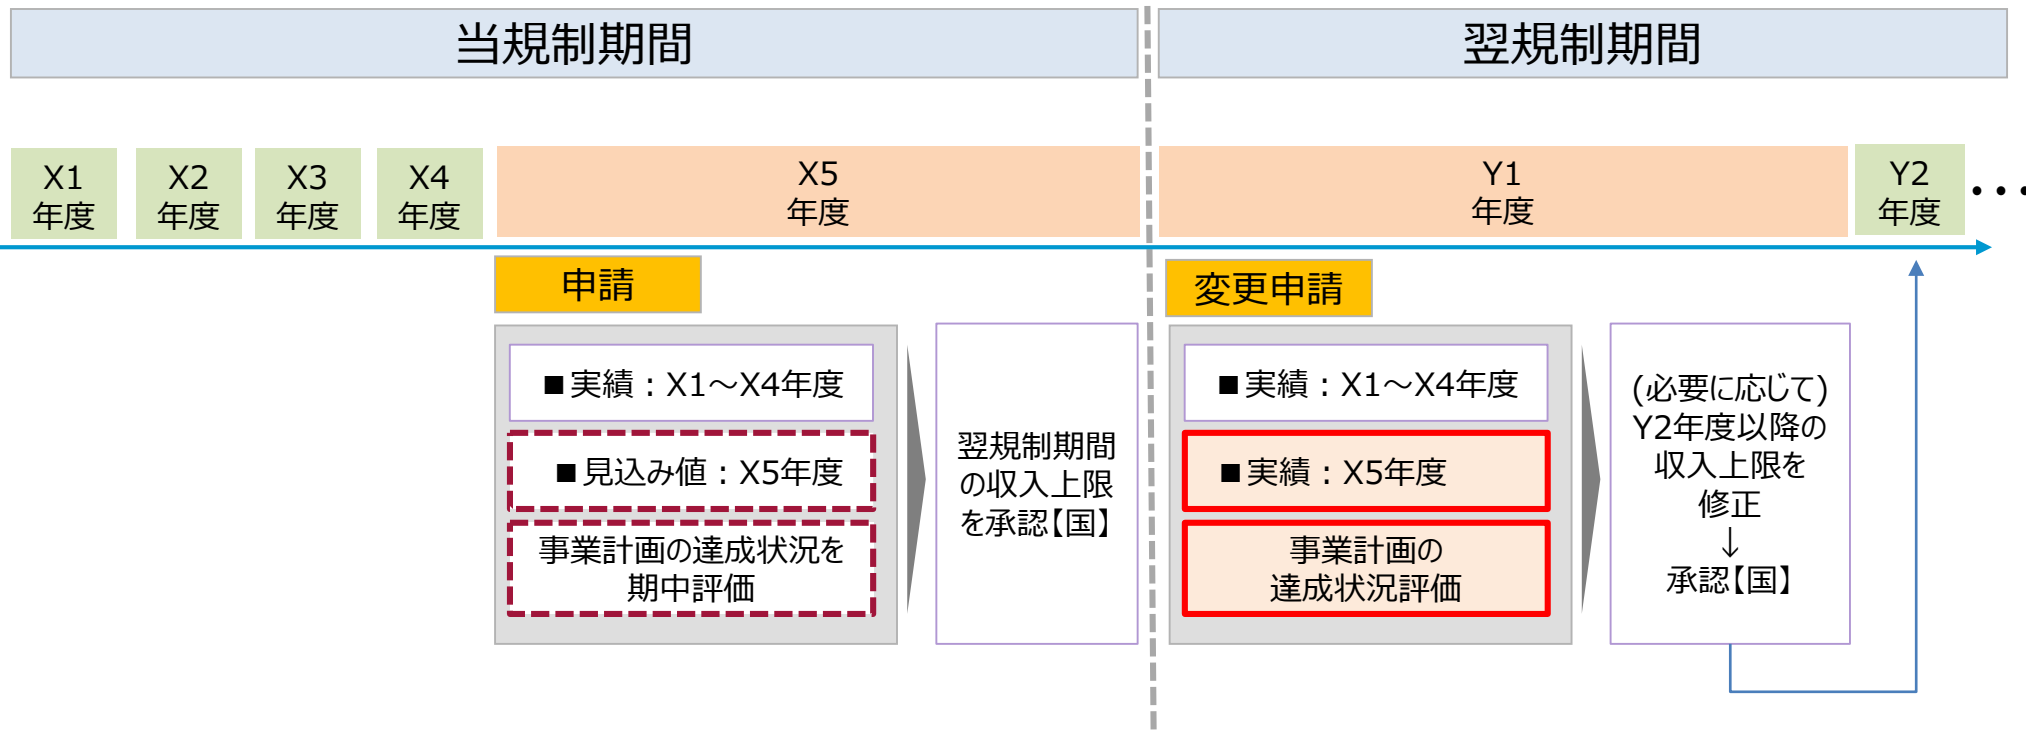 当規制期間
翌規制期間
X1
年度
X2
年度
X3
年度
X4
年度
X5
年度
Y1
年度
Y2
年度
・・・
申請
■実績：X1～X4年度
■見込み値：X5年度
事業計画の達成状況を
期中評価
翌規制期間
の収入上限
を承認【国】
変更申請
■実績：X1～X4年度
■実績：X5年度
事業計画の
達成状況評価
(必要に応じて)
Y2年度以降の
収入上限を
修正
↓
承認【国】